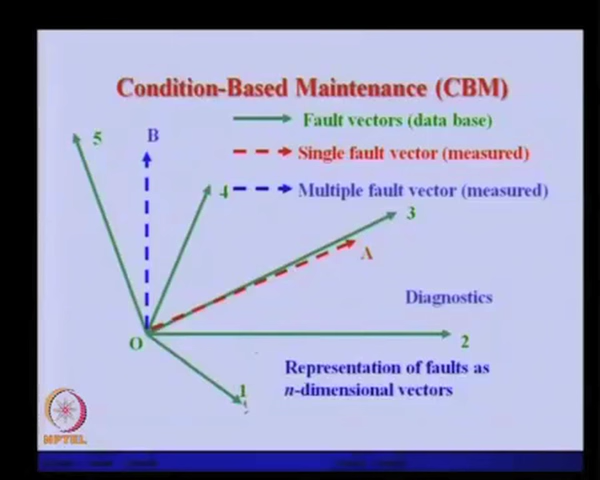 Condition-Based Maintenance (CBM)
Fault vectors (data base)
Single fault vector (measured)
Multiple fault vector (measured)
5
B
4
3
A
Diagnostics
O
2
Representation of faults as
n-dimensional vectors
1
NPTEL